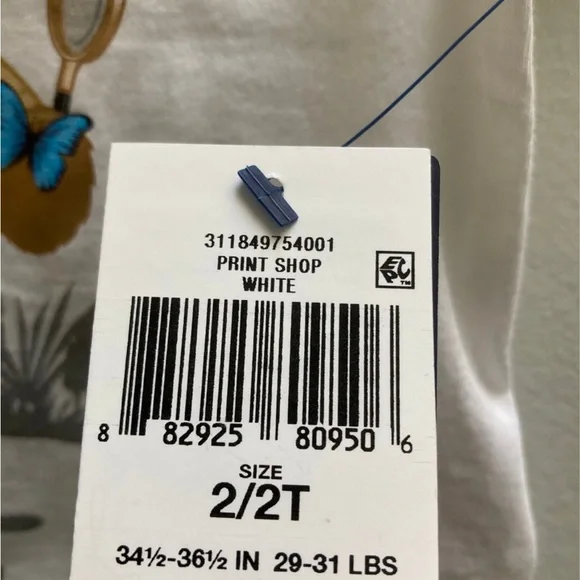 311849754001
PRINT SHOP
WHITE
EPC™
8 82925 80950 6
SIZE
2/2T
34½-36½ IN 29-31 LBS